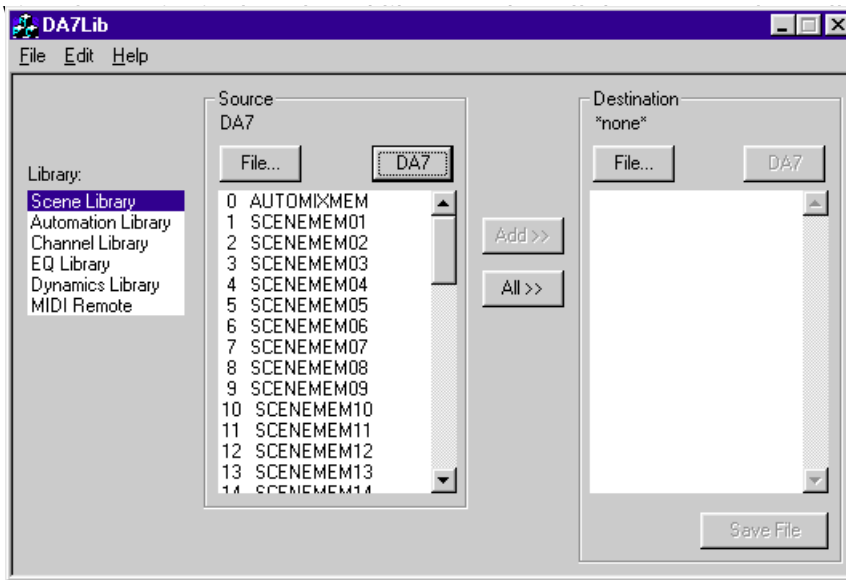 DA7Lib
File Edit Help
Library:
Scene Library
Automation Library
Channel Library
EQ Library
Dynamics Library
MIDI Remote
Source
DA7
File... DA7
0 AUTOMIXMEM
1 SCENEMEM01
2 SCENEMEM02
3 SCENEMEM03
4 SCENEMEM04
5 SCENEMEM05
6 SCENEMEM06
7 SCENEMEM07
8 SCENEMEM08
9 SCENEMEM09
10 SCENEMEM10
11 SCENEMEM11
12 SCENEMEM12
13 SCENEMEM13
14 SCENEMEM14
Add >>
All >>
Destination
*none*
File... DA7
Save File